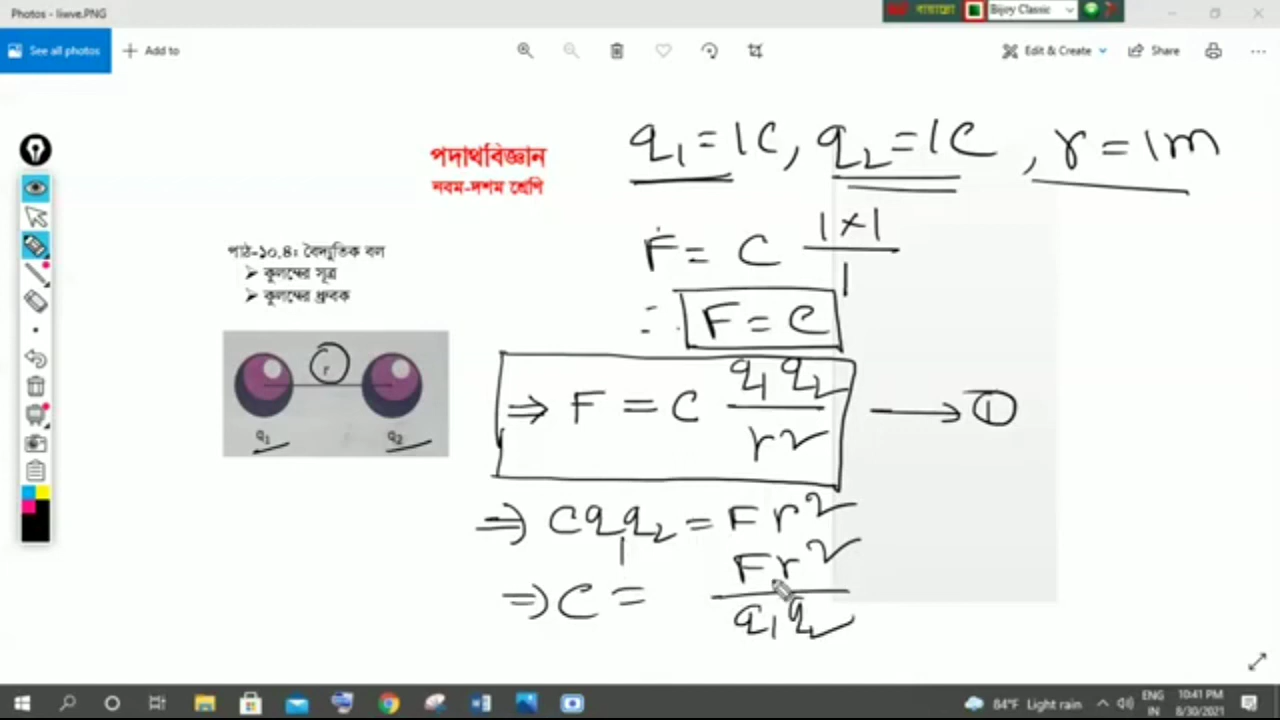 Photos - liwve.PNG
বাংলা Bijoy Classic
See all photos + Add to Edit & Create Share
q₁ = 1C, q₂ = 1C, r = 1m
পদার্থবিজ্ঞান
নবম-দশম শ্রেণি
F = C 1×1/1
পাঠ-১০.৪ঃ বৈদ্যুতিক বল
➢ কুলম্বের সূত্র
➢ কুলম্বের ধ্রুবক
∴ F = C
r
q₁ q₂
⇒ F = C q₁q₂/r² → ①
⇒ Cq₁q₂ = Fr²
⇒ C = Fr²/q₁q₂
84°F Light rain ENG 10:41 PM
IN 8/30/2021